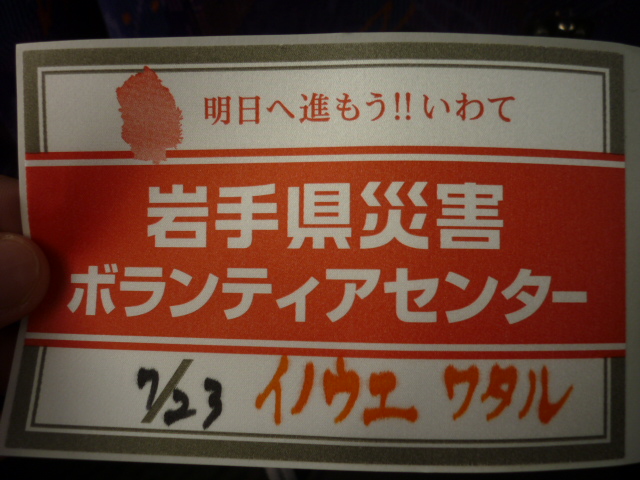 明日へ進もう!!いわて
岩手県災害
ボランティアセンター
7/23 イノウエ ワタル